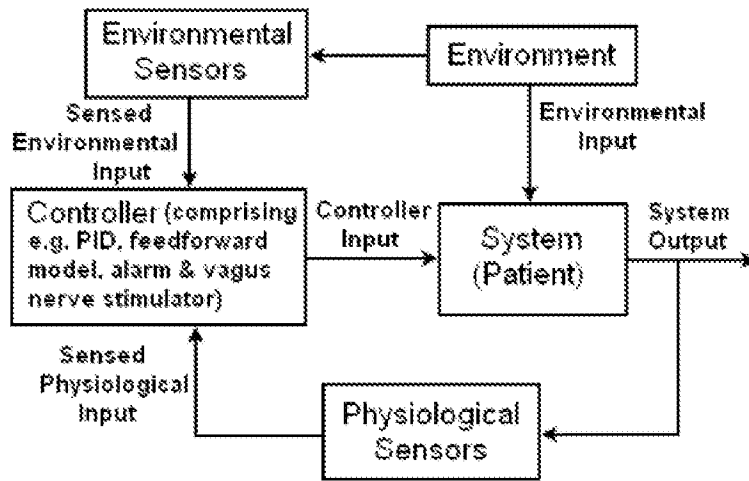 Environmental
Sensors
Environment
Sensed
Environmental
Input
Environmental
Input
Controller (comprising
e.g. PID, feedforward
model, alarm & vagus
nerve stimulator)
Controller
Input
System
(Patient)
System
Output
Sensed
Physiological
Input
Physiological
Sensors